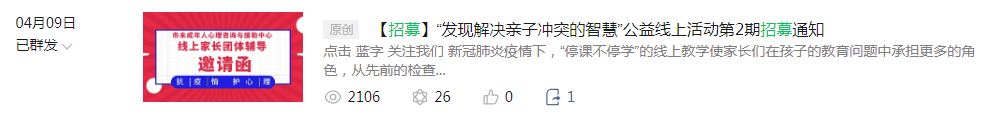 04月09日
已群发
市未成年人心理咨询与援助中心
线上家长团体辅导
邀请函
抗 疫 情 护 心 理
原创
【招募】“发现解决亲子冲突的智慧”公益线上活动第2期招募通知
点击 蓝字 关注我们 新冠肺炎疫情下，“停课不停学”的线上教学使家长们在孩子的教育问题中承担更多的角
色，从先前的检查...
2106 26 0 1